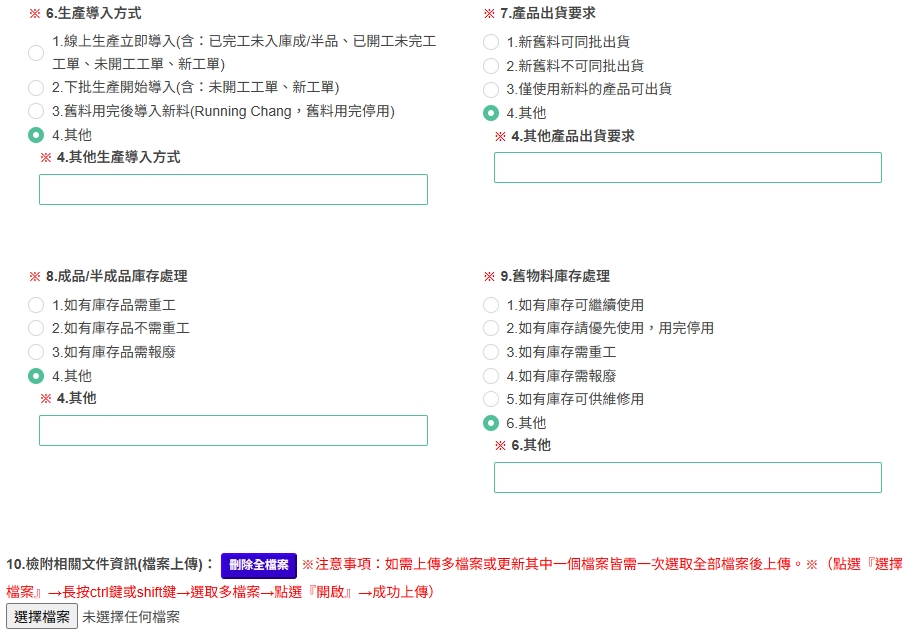 ※ 6.生產導入方式
1.線上生產立即導入(含：已完工未入庫成/半品、已開工未完工
工單、未開工工單、新工單)
2.下批生產開始導入(含：未開工工單、新工單)
3.舊料用完後導入新料(Running Chang，舊料用完停用)
4.其他
※ 4.其他生產導入方式
※ 7.產品出貨要求
1.新舊料可同批出貨
2.新舊料不可同批出貨
3.僅使用新料的產品可出貨
4.其他
※ 4.其他產品出貨要求
※ 8.成品/半成品庫存處理
1.如有庫存品需重工
2.如有庫存品不需重工
3.如有庫存品需報廢
4.其他
※ 4.其他
※ 9.舊物料庫存處理
1.如有庫存可繼續使用
2.如有庫存請優先使用，用完停用
3.如有庫存需重工
4.如有庫存需報廢
5.如有庫存可供維修用
6.其他
※ 6.其他
10.檢附相關文件資訊(檔案上傳)： 刪除全檔案 ※注意事項：如需上傳多檔案或更新其中一個檔案皆需一次選取全部檔案後上傳。※（點選『選擇
檔案』→長按ctrl鍵或shift鍵→選取多檔案→點選『開啟』→成功上傳）
選擇檔案 未選擇任何檔案